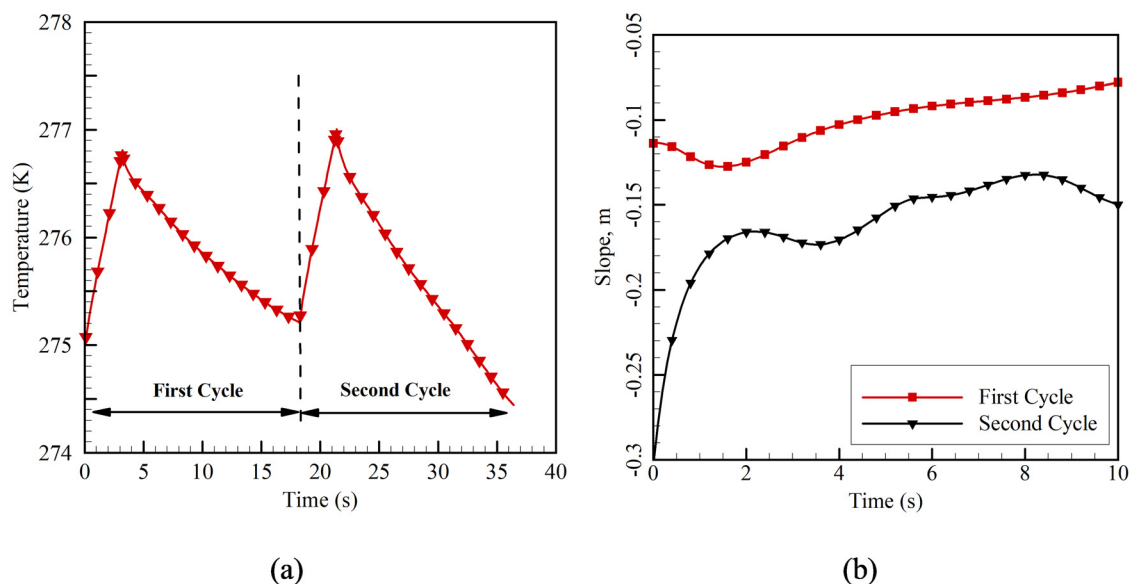 278
277
276
275
274
Temperature (K)
First Cycle
Second Cycle
0 5 10 15 20 25 30 35 40
Time (s)
(a)
-0.05
-0.1
-0.15
-0.2
-0.25
-0.3
Slope, m
First Cycle
Second Cycle
0 2 4 6 8 10
Time (s)
(b)